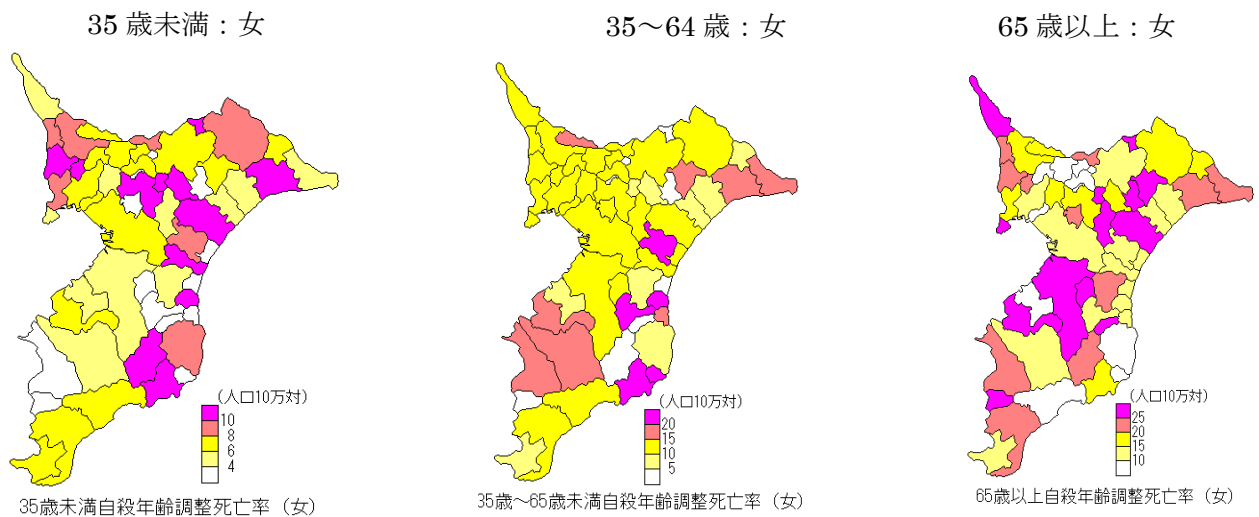 35 歳未満：女
35～64 歳：女
65 歳以上：女
(人口10万対)
10
8
6
4
35歳未満自殺年齢調整死亡率（女）
(人口10万対)
20
15
10
5
35歳～65歳未満自殺年齢調整死亡率（女）
(人口10万対)
25
20
15
10
65歳以上自殺年齢調整死亡率（女）